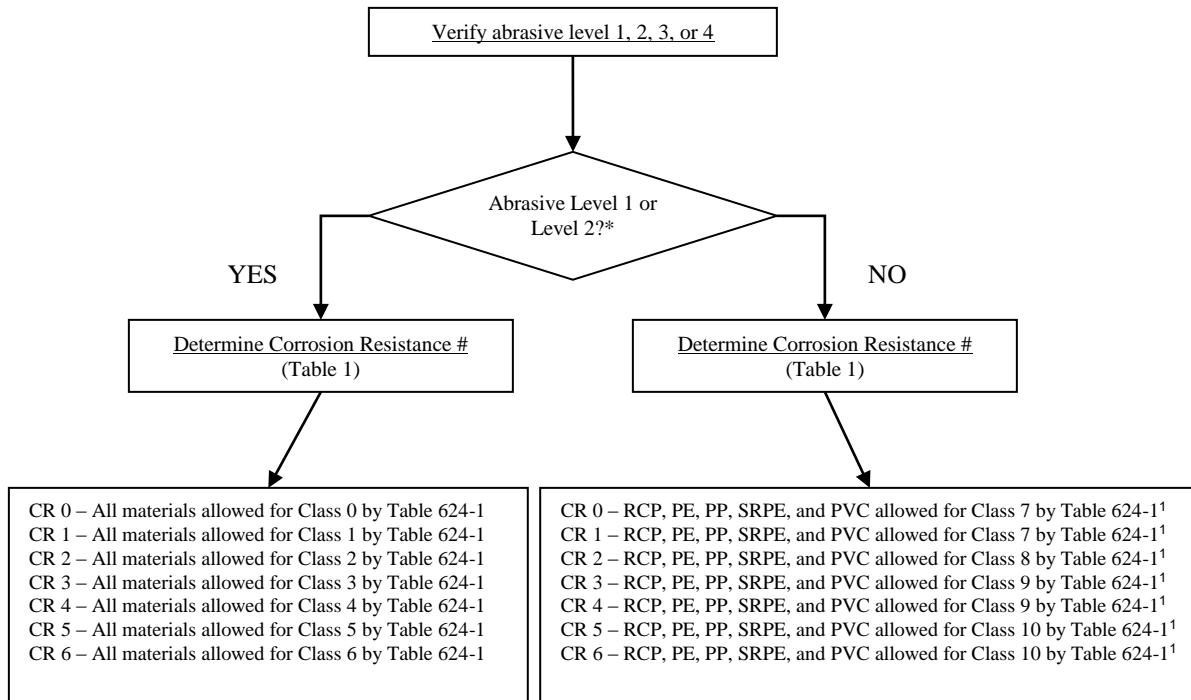 Verify abrasive level 1, 2, 3, or 4
Abrasive Level 1 or
Level 2?*
YES
NO
Determine Corrosion Resistance #
(Table 1)
Determine Corrosion Resistance #
(Table 1)
CR 0 – All materials allowed for Class 0 by Table 624-1
CR 1 – All materials allowed for Class 1 by Table 624-1
CR 2 – All materials allowed for Class 2 by Table 624-1
CR 3 – All materials allowed for Class 3 by Table 624-1
CR 4 – All materials allowed for Class 4 by Table 624-1
CR 5 – All materials allowed for Class 5 by Table 624-1
CR 6 – All materials allowed for Class 6 by Table 624-1
CR 0 – RCP, PE, PP, SRPE, and PVC allowed for Class 7 by Table 624-1¹
CR 1 – RCP, PE, PP, SRPE, and PVC allowed for Class 7 by Table 624-1¹
CR 2 – RCP, PE, PP, SRPE, and PVC allowed for Class 8 by Table 624-1¹
CR 3 – RCP, PE, PP, SRPE, and PVC allowed for Class 9 by Table 624-1¹
CR 4 – RCP, PE, PP, SRPE, and PVC allowed for Class 9 by Table 624-1¹
CR 5 – RCP, PE, PP, SRPE, and PVC allowed for Class 10 by Table 624-1¹
CR 6 – RCP, PE, PP, SRPE, and PVC allowed for Class 10 by Table 624-1¹